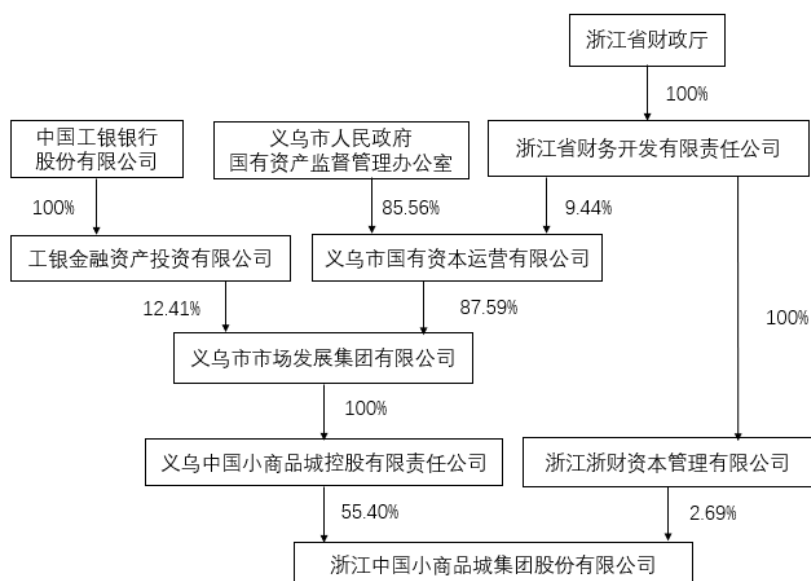 浙江省财政厅
100%
中国工银银行
股份有限公司
义乌市人民政府
国有资产监督管理办公室
浙江省财务开发有限责任公司
100%
85.56%
9.44%
工银金融资产投资有限公司
义乌市国有资本运营有限公司
12.41%
87.59%
100%
义乌市市场发展集团有限公司
100%
义乌中国小商品城控股有限责任公司
浙江浙财资本管理有限公司
55.40%
2.69%
浙江中国小商品城集团股份有限公司